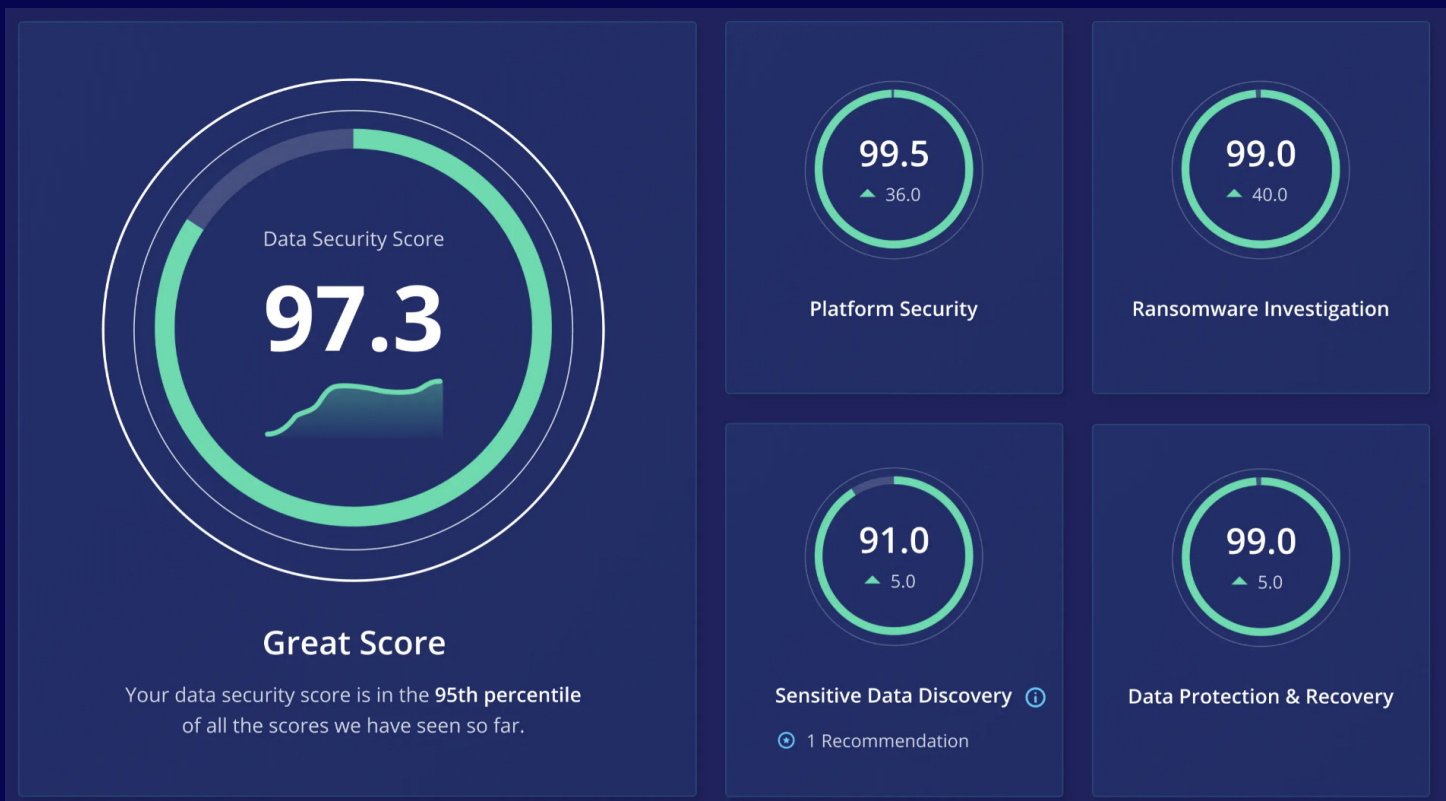 Data Security Score
97.3
Great Score
Your data security score is in the 95th percentile
of all the scores we have seen so far.
99.5
36.0
Platform Security
99.0
40.0
Ransomware Investigation
91.0
5.0
Sensitive Data Discovery
1 Recommendation
99.0
5.0
Data Protection & Recovery